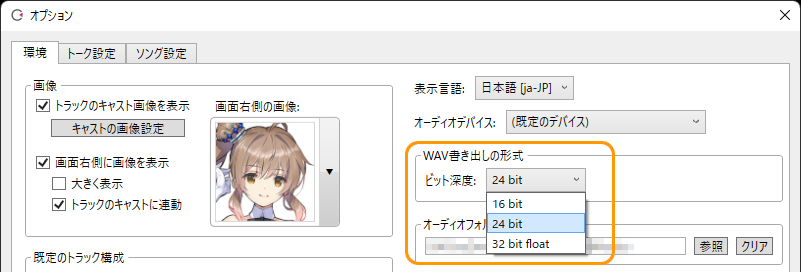 オプション
環境
トーク設定
ソング設定
画像
トラックのキャスト画像を表示
キャストの画像設定
画面右側に画像を表示
大きく表示
トラックのキャストに連動
画面右側の画像:
既定のトラック構成
表示言語: 日本語 [ja-JP]
オーディオデバイス: (既定のデバイス)
WAV書き出しの形式
ビット深度: 24 bit
16 bit
24 bit
32 bit float
オーディオフォル
参照
クリア